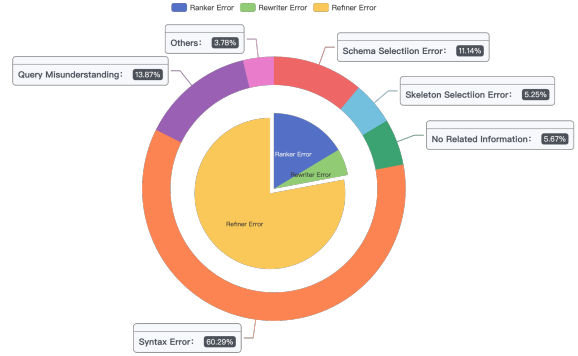 Ranker Error Rewriter Error Refiner Error
Others: 3.78%
Schema Selectiion Error: 11.14%
Query Misunderstanding: 13.87%
Skeleton Selectiion Error: 5.25%
No Related Information: 5.67%
Ranker Error
Rewriter Error
Refiner Error
Syntax Error: 60.29%